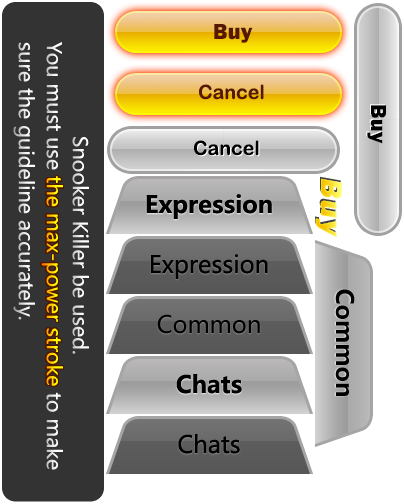 Snooker Killer be used.
You must use the max-power stroke to make
sure the guideline accurately.
Buy
Cancel
Cancel
Buy
Buy
Expression
Expression
Common
Common
Chats
Chats